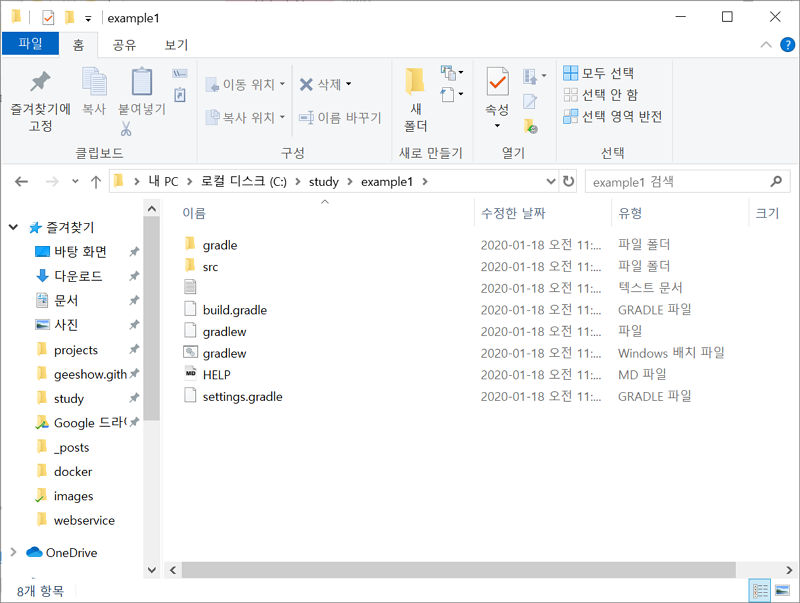 example1
파일 홈 공유 보기
즐겨찾기에 고정
복사
붙여넣기
클립보드
이동 위치
복사 위치
삭제
이름 바꾸기
구성
새 폴더
새로 만들기
속성
열기
모두 선택
선택 안 함
선택 영역 반전
선택
내 PC > 로컬 디스크 (C:) > study > example1 >
example1 검색
이름 수정한 날짜 유형 크기
즐겨찾기
바탕 화면
다운로드
문서
사진
projects
geeshow.gith
study
Google 드라이
_posts
docker
images
webservice
OneDrive
gradle 2020-01-18 오전 11:... 파일 폴더
src 2020-01-18 오전 11:... 파일 폴더
2020-01-18 오전 11:... 텍스트 문서
build.gradle 2020-01-18 오전 11:... GRADLE 파일
gradlew 2020-01-18 오전 11:... 파일
gradlew 2020-01-18 오전 11:... Windows 배치 파일
HELP 2020-01-18 오전 11:... MD 파일
settings.gradle 2020-01-18 오전 11:... GRADLE 파일
8개 항목